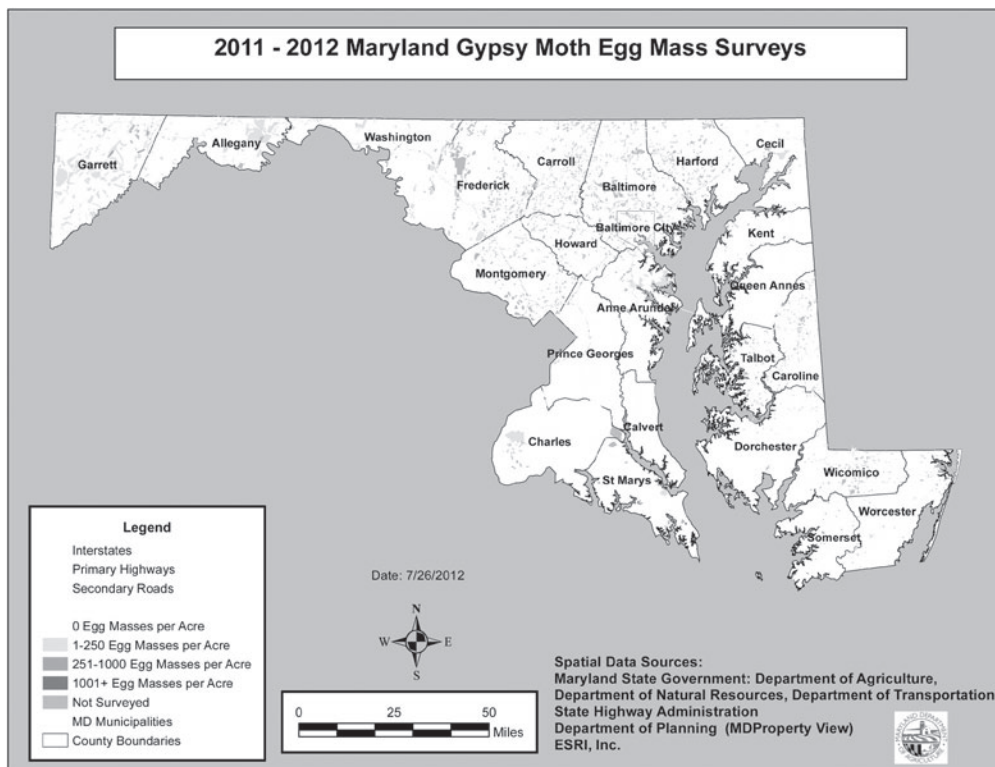 2011 - 2012 Maryland Gypsy Moth Egg Mass Surveys
Garrett
Allegany
Washington
Frederick
Carroll
Baltimore
Harford
Cecil
Baltimore City
Howard
Montgomery
Kent
Queen Annes
Anne Arundel
Prince Georges
Talbot
Caroline
Charles
Calvert
Dorchester
St Marys
Wicomico
Worcester
Somerset
Legend
Interstates
Primary Highways
Secondary Roads
0 Egg Masses per Acre
1-250 Egg Masses per Acre
251-1000 Egg Masses per Acre
1001+ Egg Masses per Acre
Not Surveyed
MD Municipalities
County Boundaries
Date: 7/26/2012
N
W E
S
0 25 50
Miles
Spatial Data Sources:
Maryland State Government: Department of Agriculture,
Department of Natural Resources, Department of Transportation
State Highway Administration
Department of Planning (MDProperty View)
ESRI, Inc.
MARYLAND DEPARTMENT
OF AGRICULTURE